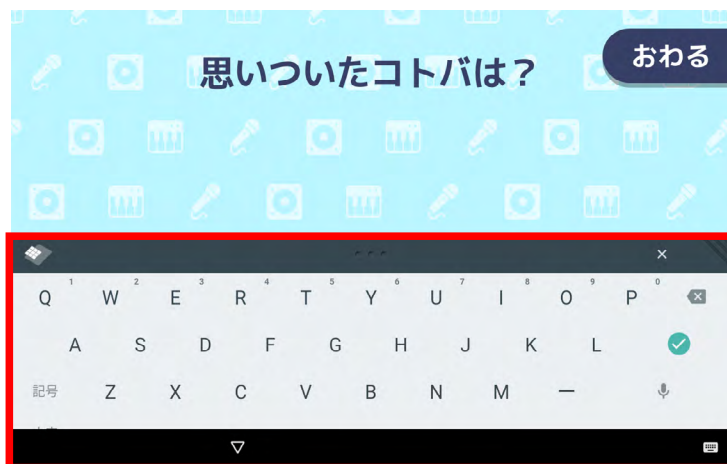 思いついたコトバは？
おわる
Q 1 W 2 E 3 R 4 T 5 Y 6 U 7 I 8 O 9 P 0
A S D F G H J K L
記号 Z X C V B N M ー